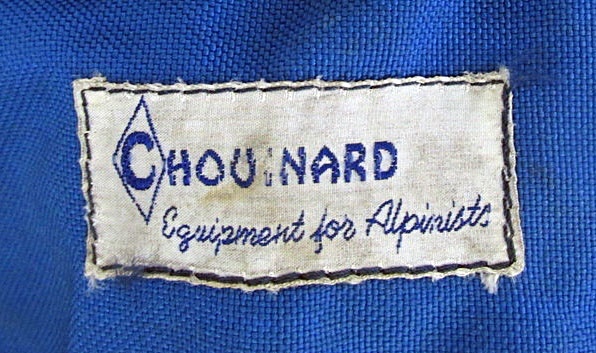 CHOUINARD
Equipment for Alpinists